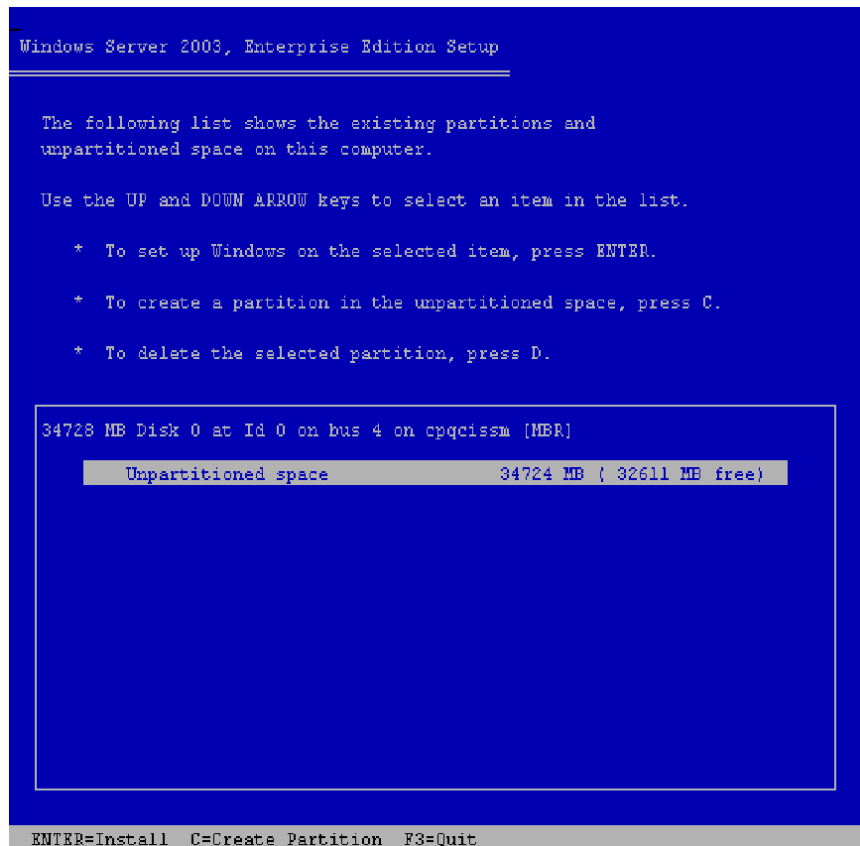 Windows Server 2003, Enterprise Edition Setup
The following list shows the existing partitions and
unpartitioned space on this computer.
Use the UP and DOWN ARROW keys to select an item in the list.
* To set up Windows on the selected item, press ENTER.
* To create a partition in the unpartitioned space, press C.
* To delete the selected partition, press D.
34728 MB Disk 0 at Id 0 on bus 4 on cpqcissm [MBR]
Unpartitioned space 34724 MB ( 32611 MB free)
ENTER=Install C=Create Partition F3=Quit